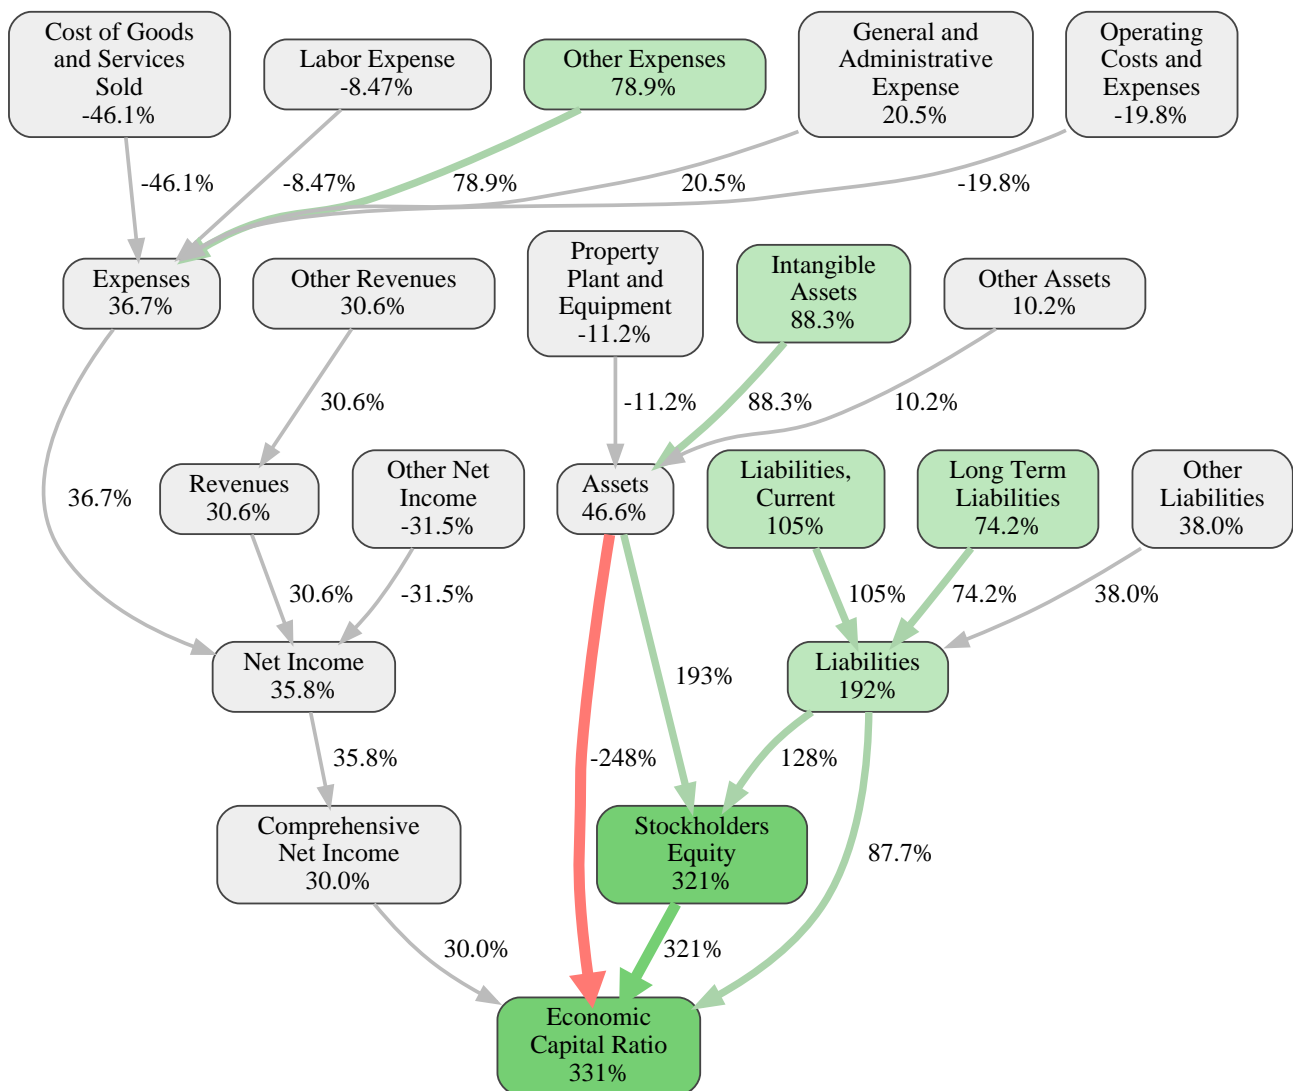 Cost of Goods
and Services
Sold
-46.1%
Labor Expense
-8.47%
Other Expenses
78.9%
General and
Administrative
Expense
20.5%
Operating
Costs and
Expenses
-19.8%
-46.1%
-8.47%
78.9%
20.5%
-19.8%
Expenses
36.7%
Other Revenues
30.6%
Property
Plant and
Equipment
-11.2%
Intangible
Assets
88.3%
Other Assets
10.2%
30.6%
-11.2%
88.3%
10.2%
36.7%
Revenues
30.6%
Other Net
Income
-31.5%
Assets
46.6%
Liabilities,
Current
105%
Long Term
Liabilities
74.2%
Other
Liabilities
38.0%
30.6%
-31.5%
105%
74.2%
38.0%
Net Income
35.8%
193%
Liabilities
192%
35.8%
-248%
128%
Comprehensive
Net Income
30.0%
Stockholders
Equity
321%
87.7%
30.0%
321%
Economic
Capital Ratio
331%